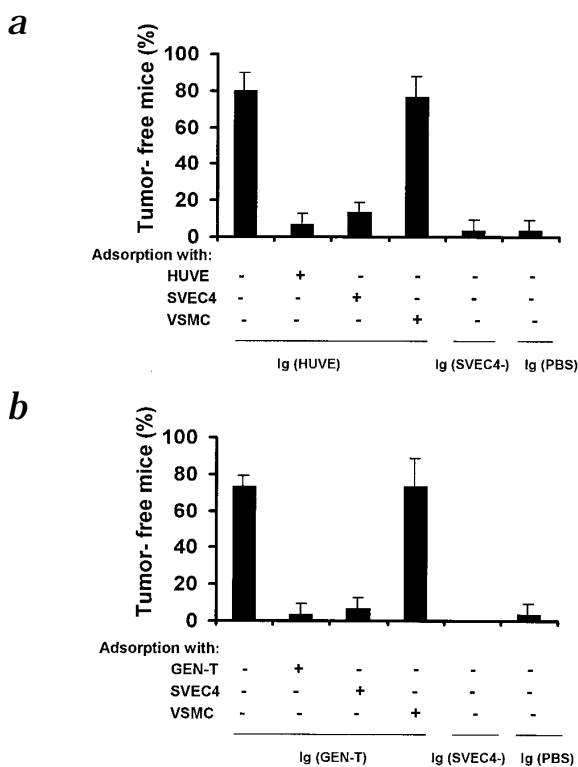 a
Tumor- free mice (%)
100
80
60
40
20
0
Adsorption with:
HUVE - + - - - -
SVEC4 - - + - - -
VSMC - - - + - -
Ig (HUVE) Ig (SVEC4-) Ig (PBS)
b
Tumor- free mice (%)
100
80
60
40
20
0
Adsorption with:
GEN-T - + - - - -
SVEC4 - - + - - -
VSMC - - - + - -
Ig (GEN-T) Ig (SVEC4-) Ig (PBS)